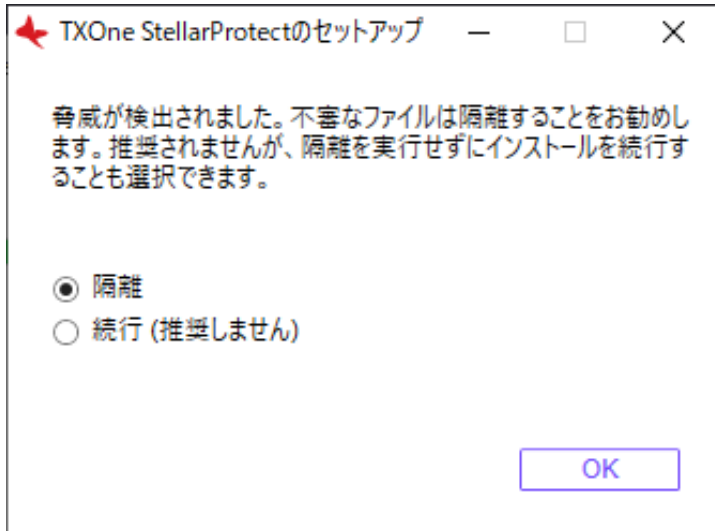 TXOne StellarProtectのセットアップ
脅威が検出されました。不審なファイルは隔離することをお勧めし
ます。推奨されませんが、隔離を実行せずにインストールを続行す
ることも選択できます。
隔離
続行 (推奨しません)
OK